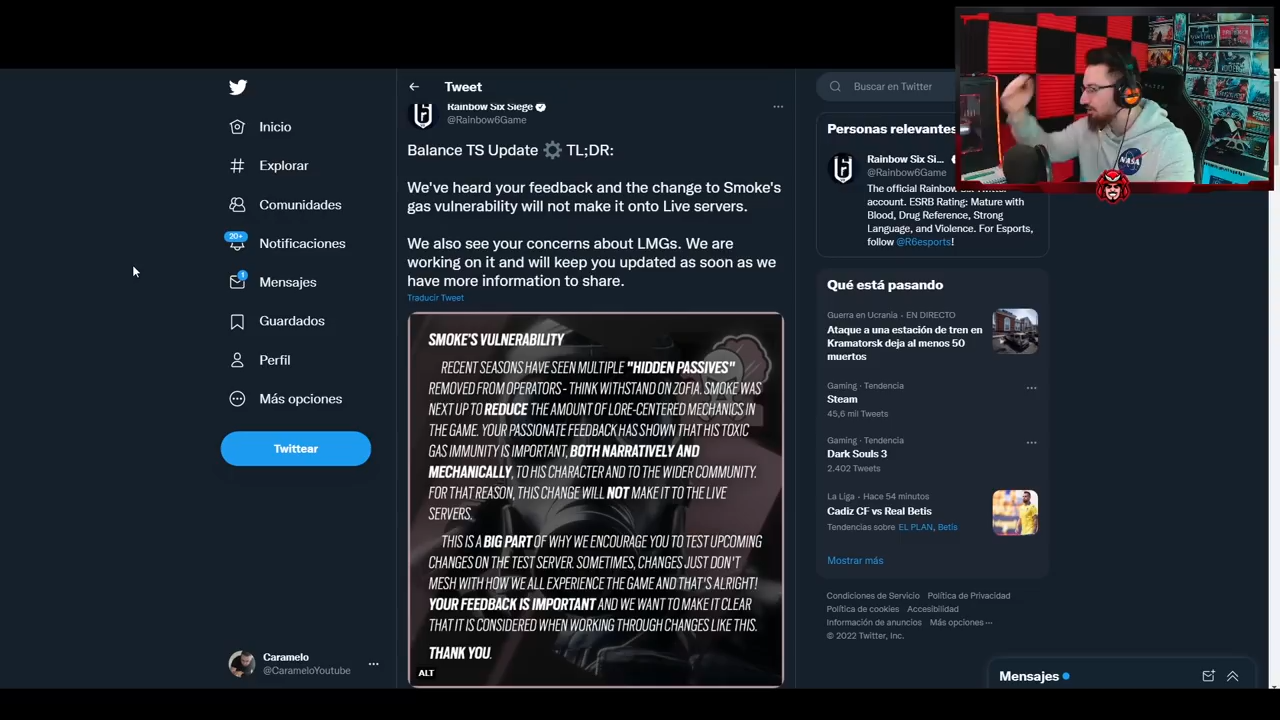 Inicio
Explorar
Comunidades
20+
Notificaciones
1
Mensajes
Guardados
Perfil
Más opciones
Twittear
Caramelo
@CarameloYoutube
Tweet
Rainbow Six Siege
@Rainbow6Game
Balance TS Update ⚙ TL;DR:
We've heard your feedback and the change to Smoke's
gas vulnerability will not make it onto Live servers.
We also see your concerns about LMGs. We are
working on it and will keep you updated as soon as we
have more information to share.
Traducir Tweet
SMOKE'S VULNERABILITY
RECENT SEASONS HAVE SEEN MULTIPLE "HIDDEN PASSIVES"
REMOVED FROM OPERATORS - THINK WITHSTAND ON ZOFIA. SMOKE WAS
NEXT UP TO REDUCE THE AMOUNT OF LORE-CENTERED MECHANICS IN
THE GAME. YOUR PASSIONATE FEEDBACK HAS SHOWN THAT HIS TOXIC
GAS IMMUNITY IS IMPORTANT, BOTH NARRATIVELY AND
MECHANICALLY, TO HIS CHARACTER AND TO THE WIDER COMMUNITY.
FOR THAT REASON, THIS CHANGE WILL NOT MAKE IT TO THE LIVE
SERVERS.
THIS IS A BIG PART OF WHY WE ENCOURAGE YOU TO TEST UPCOMING
CHANGES ON THE TEST SERVER. SOMETIMES, CHANGES JUST DON'T
MESH WITH HOW WE ALL EXPERIENCE THE GAME AND THAT'S ALRIGHT!
YOUR FEEDBACK IS IMPORTANT AND WE WANT TO MAKE IT CLEAR
THAT IT IS CONSIDERED WHEN WORKING THROUGH CHANGES LIKE THIS.
THANK YOU.
ALT
Buscar en Twitter
Personas relevantes
Rainbow Six Si...
@Rainbow6Game
The official Rainbow
account. ESRB Rating: Mature with
Blood, Drug Reference, Strong
Language, and Violence. For Esports,
follow @R6esports!
Qué está pasando
Guerra en Ucrania · EN DIRECTO
Ataque a una estación de tren en
Kramatorsk deja al menos 50
muertos
Gaming · Tendencia
Steam
45,6 mil Tweets
Gaming · Tendencia
Dark Souls 3
2.402 Tweets
La Liga · Hace 54 minutos
Cadiz CF vs Real Betis
Tendencias sobre EL PLAN, Betis
Mostrar más
Condiciones de Servicio Política de Privacidad
Política de cookies Accesibilidad
Información de anuncios Más opciones ···
© 2022 Twitter, Inc.
Mensajes
NASA